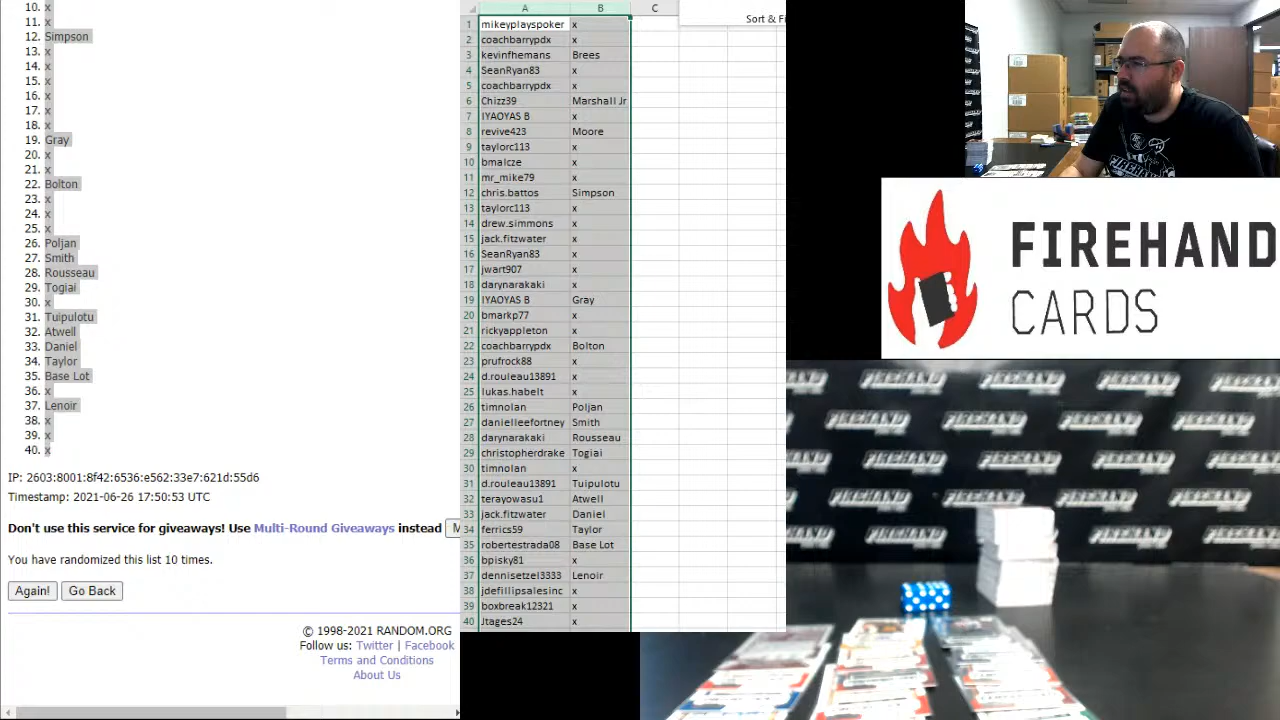 10. x
11. x
12. Simpson
13. x
14. x
15. x
16. x
17. x
18. x
19. Gray
20. x
21. x
22. Bolton
23. x
24. x
25. x
26. Poljan
27. Smith
28. Rousseau
29. Togiai
30. x
31. Tuipulotu
32. Atwell
33. Daniel
34. Taylor
35. Base Lot
36. x
37. Lenoir
38. x
39. x
40. x
IP: 2603:8001:8f42:6536:e562:33e7:621d:55d6
Timestamp: 2021-06-26 17:50:53 UTC
Don't use this service for giveaways! Use Multi-Round Giveaways instead
You have randomized this list 10 times.
Again! Go Back
© 1998-2021 RANDOM.ORG
Follow us: Twitter | Facebook
Terms and Conditions
About Us
A B C
Sort & Fi
1 mikeyplayspoker x
2 coachbarrypdx x
3 kevinfhemans Brees
4 SeanRyan83 x
5 coachbarrypdx x
6 Chizz39 Marshall Jr
7 IYAOYAS B x
8 revive423 Moore
9 taylorc113 x
10 bmalcze x
11 mr_mike79 x
12 chris.battos Simpson
13 taylorc113 x
14 drew.simmons x
15 jack.fitzwater x
16 SeanRyan83 x
17 jwart907 x
18 darynarakaki x
19 IYAOYAS B Gray
20 bmarkp77 x
21 rickyappleton x
22 coachbarrypdx Bolton
23 prufrock88 x
24 d.rouleau13891 x
25 lukas.habelt x
26 timnolan Poljan
27 danielleefortney Smith
28 darynarakaki Rousseau
29 christopherdrake Togiai
30 timnolan x
31 d.rouleau13891 Tuipulotu
32 terayowasu1 Atwell
33 jack.fitzwater Daniel
34 ferrics59 Taylor
35 robertestrada08 Base Lot
36 bpisky81 x
37 dennisetzel3333 Lenoir
38 jdefillipsalesinc x
39 boxbreak12321 x
40 Jtages24 x
FIREHAND
CARDS
FIREHAND
FIREHAND
FIREHAND
FIREHAND
FIREHAND
FIREHAND